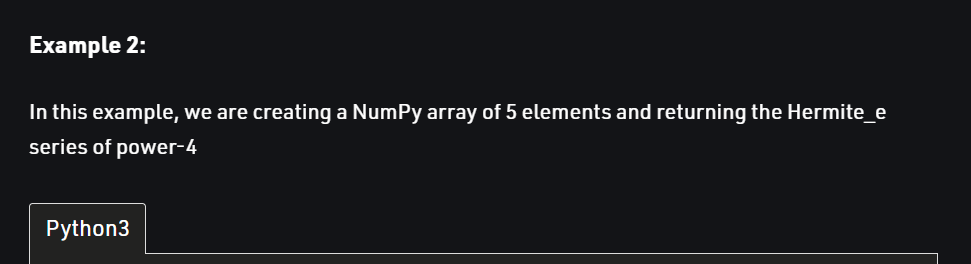 Example 2:
In this example, we are creating a NumPy array of 5 elements and returning the Hermite_e
series of power-4
Python3